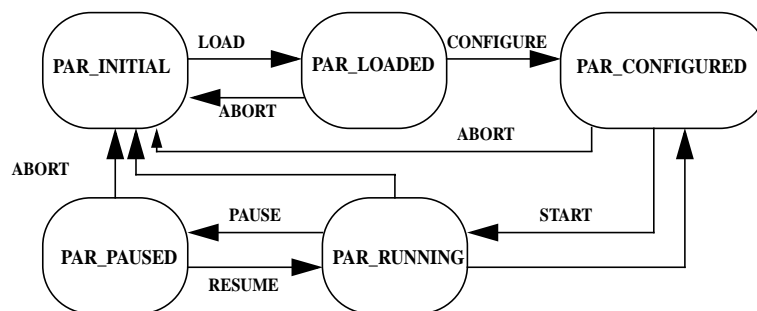 LOAD
CONFIGURE
PAR_INITIAL
PAR_LOADED
PAR_CONFIGURED
ABORT
ABORT
ABORT
PAUSE
START
PAR_PAUSED
PAR_RUNNING
RESUME